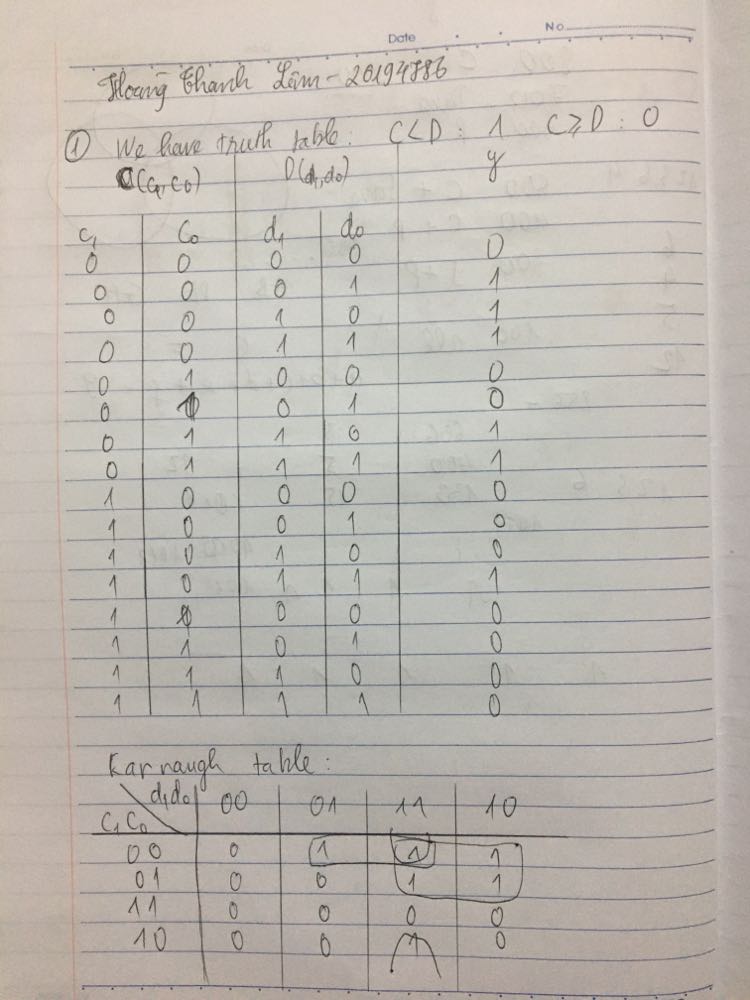 Date No
Hoàng Thanh Lâm - 20194786
① We have truth table: C<D : 1 C≥D : 0
C(c₁,c₀) D(d₁,d₀) y
c₁ c₀ d₁ d₀
0 0 0 0 0
0 0 0 1 1
0 0 1 0 1
0 0 1 1 1
0 1 0 0 0
0 1 0 1 0
0 1 1 0 1
0 1 1 1 1
1 0 0 0 0
1 0 0 1 0
1 0 1 0 0
1 0 1 1 1
1 1 0 0 0
1 1 0 1 0
1 1 1 0 0
1 1 1 1 0
Karnaugh table:
d₁d₀ 00 01 11 10
C₁C₀
00 0 1 1 1
01 0 0 1 1
11 0 0 0 0
10 0 0 1 0